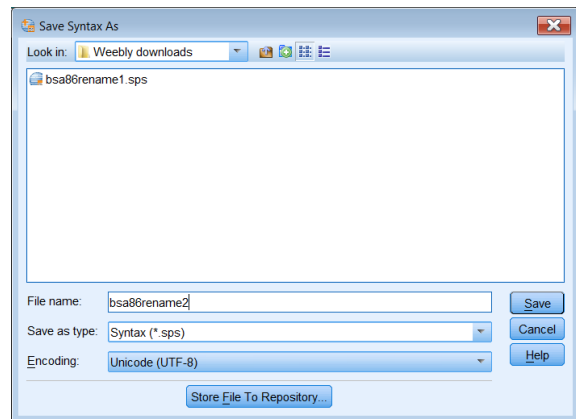 Save Syntax As
Look in: Weebly downloads
bsa86rename1.sps
File name: bsa86rename2 Save
Save as type: Syntax (*.sps) Cancel
Encoding: Unicode (UTF-8) Help
Store File To Repository...